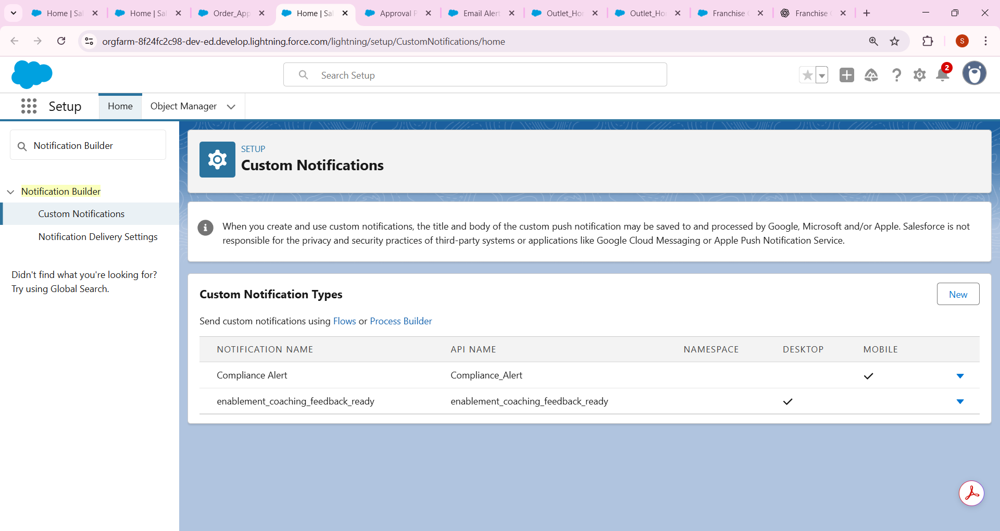 Home | Sal
Home | Sal
Order_App
Home | Sal
Approval P
Email Alert
Outlet_Hor
Outlet_Ho
Franchise
Franchise
orgfarm-8f24fc2c98-dev-ed.develop.lightning.force.com/lightning/setup/CustomNotifications/home
S
Search Setup
2
Setup
Home
Object Manager
Notification Builder
Notification Builder
Custom Notifications
Notification Delivery Settings
Didn't find what you're looking for?
Try using Global Search.
SETUP
Custom Notifications
When you create and use custom notifications, the title and body of the custom push notification may be saved to and processed by Google, Microsoft and/or Apple. Salesforce is not
responsible for the privacy and security practices of third-party systems or applications like Google Cloud Messaging or Apple Push Notification Service.
Custom Notification Types
New
Send custom notifications using Flows or Process Builder
NOTIFICATION NAME API NAME NAMESPACE DESKTOP MOBILE
Compliance Alert Compliance_Alert
enablement_coaching_feedback_ready enablement_coaching_feedback_ready